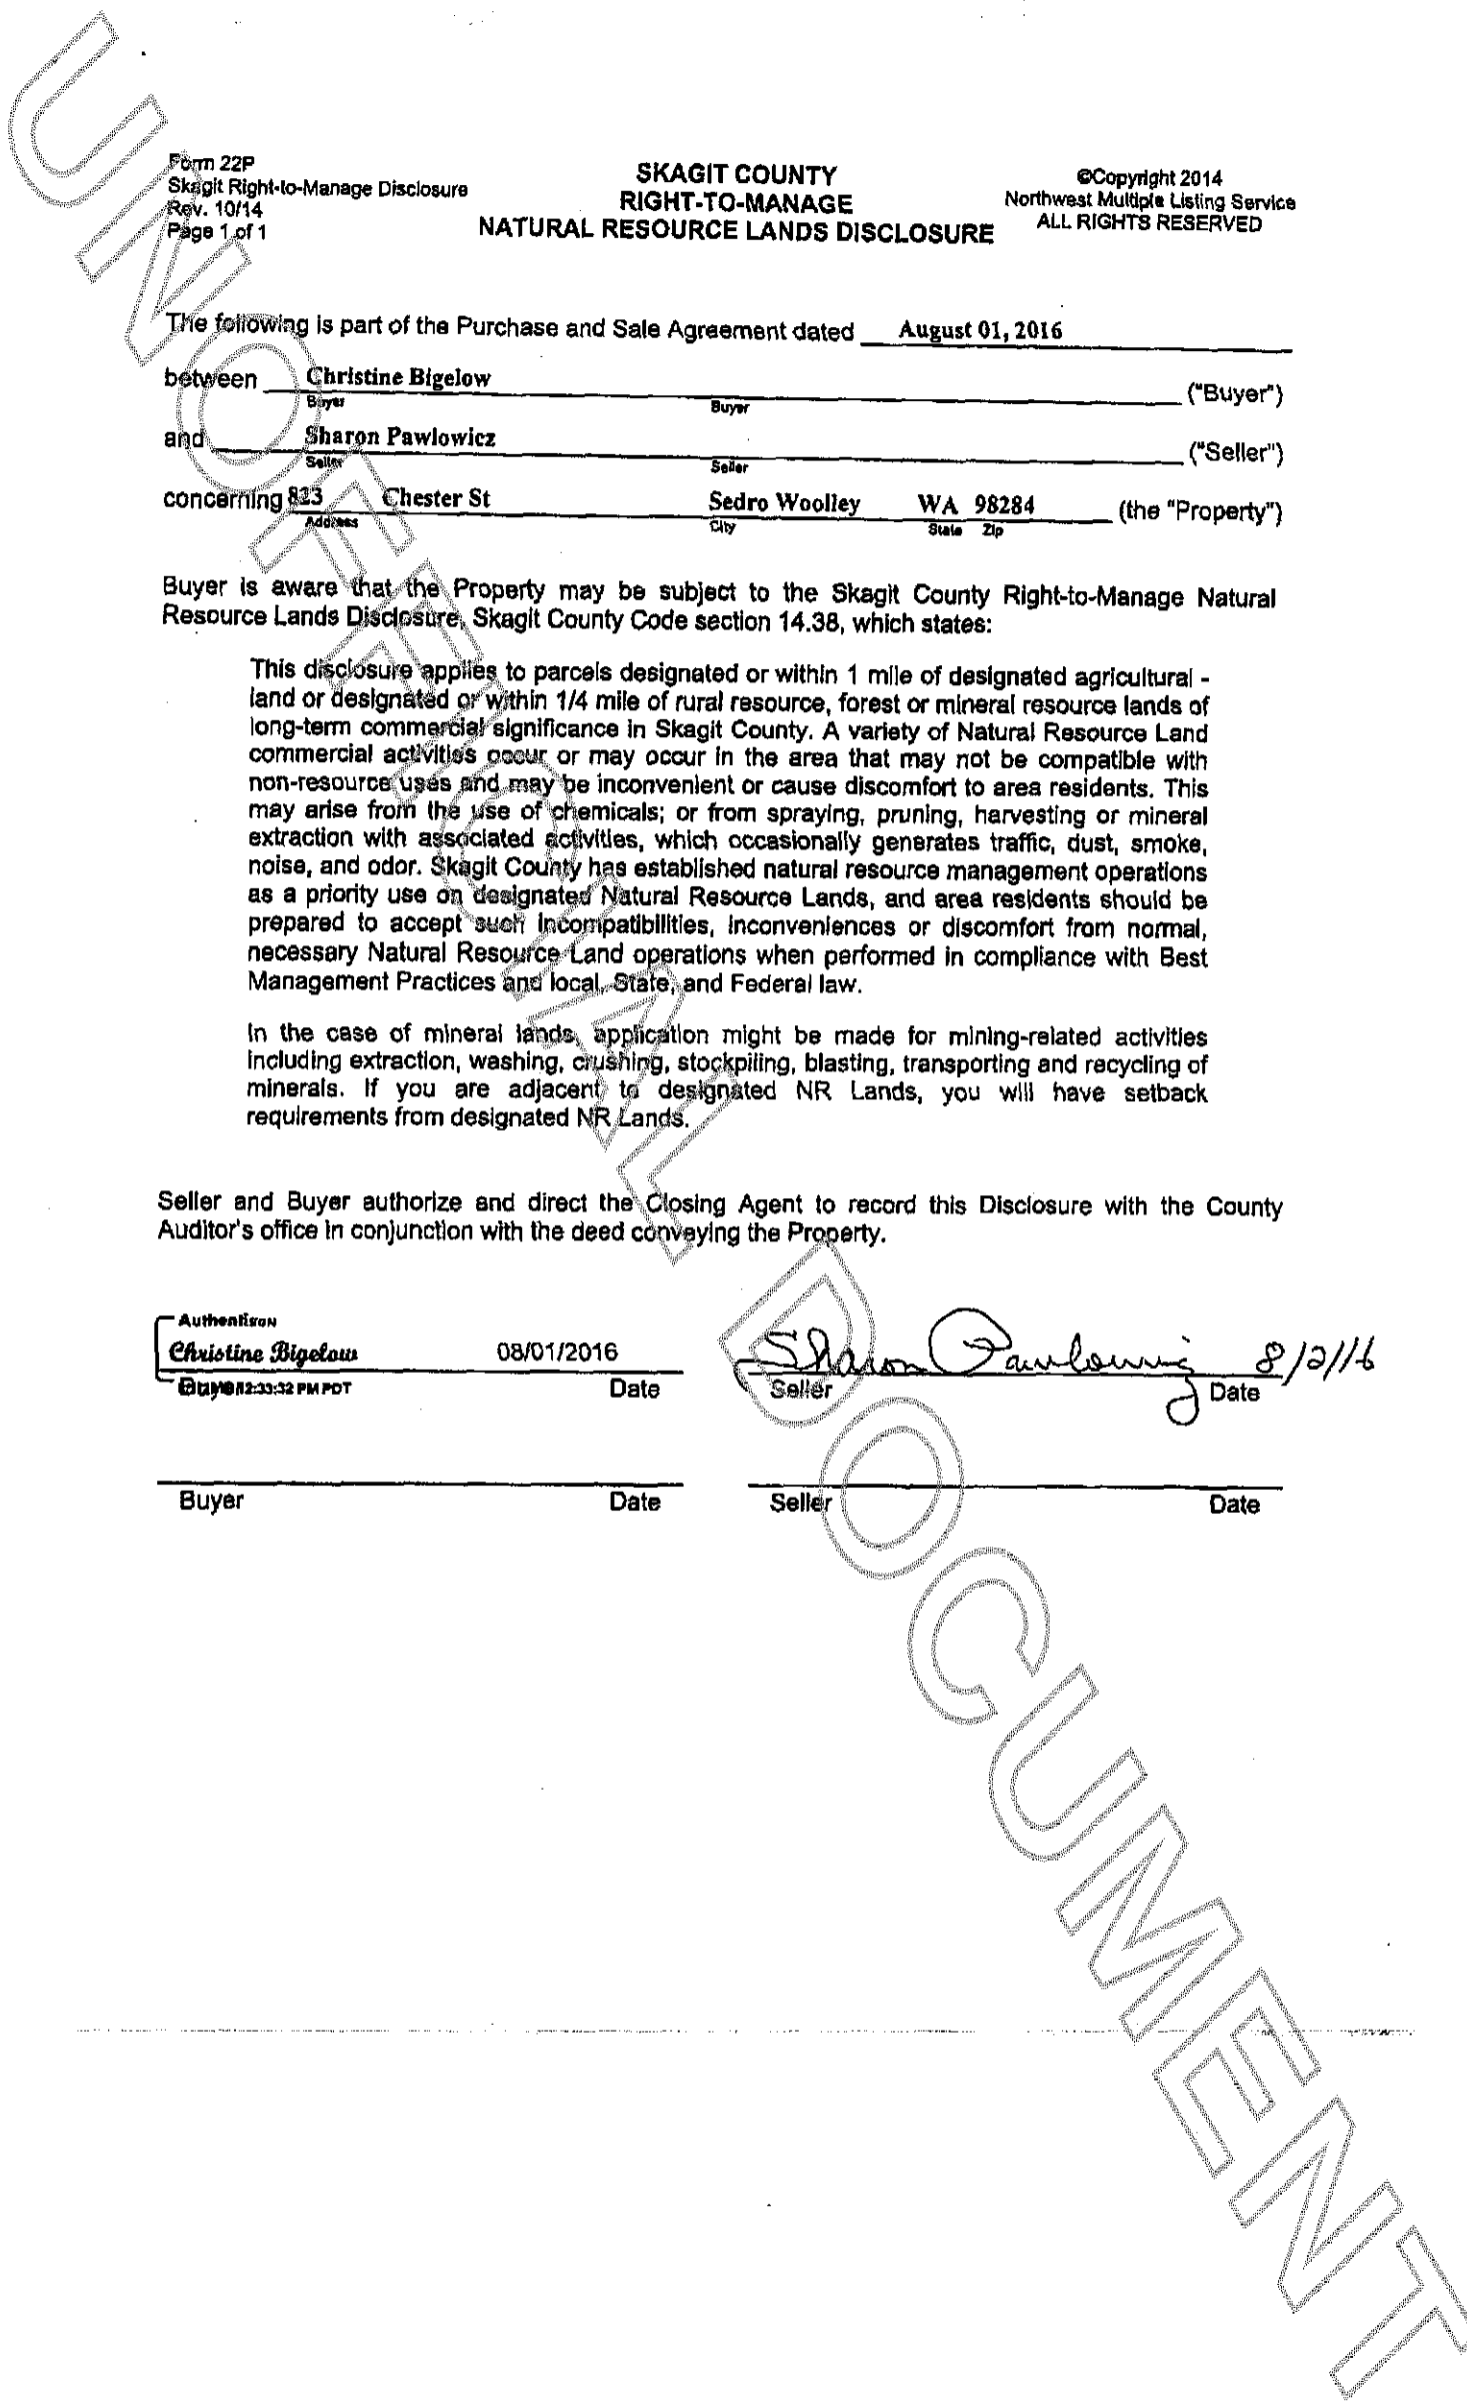 Form 22P
Skagit Right-to-Manage Disclosure
Rev. 10/14
Page 1 of 1
SKAGIT COUNTY
RIGHT-TO-MANAGE
NATURAL RESOURCE LANDS DISCLOSURE
©Copyright 2014
Northwest Multiple Listing Service
ALL RIGHTS RESERVED
The following is part of the Purchase and Sale Agreement dated August 01, 2016
between Christine Bigelow ("Buyer")
Buyer Buyer
and Sharon Pawlowicz ("Seller")
Seller Seller
concerning 823 Chester St Sedro Woolley WA 98284 (the "Property")
Address City State Zip
Buyer is aware that the Property may be subject to the Skagit County Right-to-Manage Natural
Resource Lands Disclosure, Skagit County Code section 14.38, which states:
This disclosure applies to parcels designated or within 1 mile of designated agricultural -
land or designated or within 1/4 mile of rural resource, forest or mineral resource lands of
long-term commercial significance in Skagit County. A variety of Natural Resource Land
commercial activities occur or may occur in the area that may not be compatible with
non-resource uses and may be inconvenient or cause discomfort to area residents. This
may arise from the use of chemicals; or from spraying, pruning, harvesting or mineral
extraction with associated activities, which occasionally generates traffic, dust, smoke,
noise, and odor. Skagit County has established natural resource management operations
as a priority use on designated Natural Resource Lands, and area residents should be
prepared to accept such incompatibilities, inconveniences or discomfort from normal,
necessary Natural Resource Land operations when performed in compliance with Best
Management Practices and local, State, and Federal law.
In the case of mineral lands, application might be made for mining-related activities
including extraction, washing, crushing, stockpiling, blasting, transporting and recycling of
minerals. If you are adjacent to designated NR Lands, you will have setback
requirements from designated NR Lands.
Seller and Buyer authorize and direct the Closing Agent to record this Disclosure with the County
Auditor's office in conjunction with the deed conveying the Property.
Authentisign
Christine Bigelow 08/01/2016
Buyer 12:33:32 PM PDT Date
Sharon Pawlowicz 8/2/16
Seller Date
Buyer Date Seller Date
UNOFFICIAL DOCUMENT